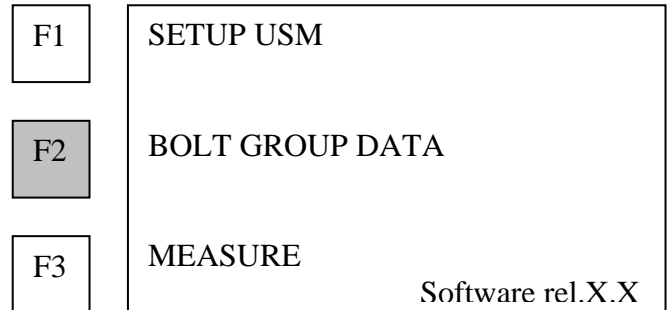 F1 SETUP USM
F2 BOLT GROUP DATA
F3 MEASURE
Software rel.X.X